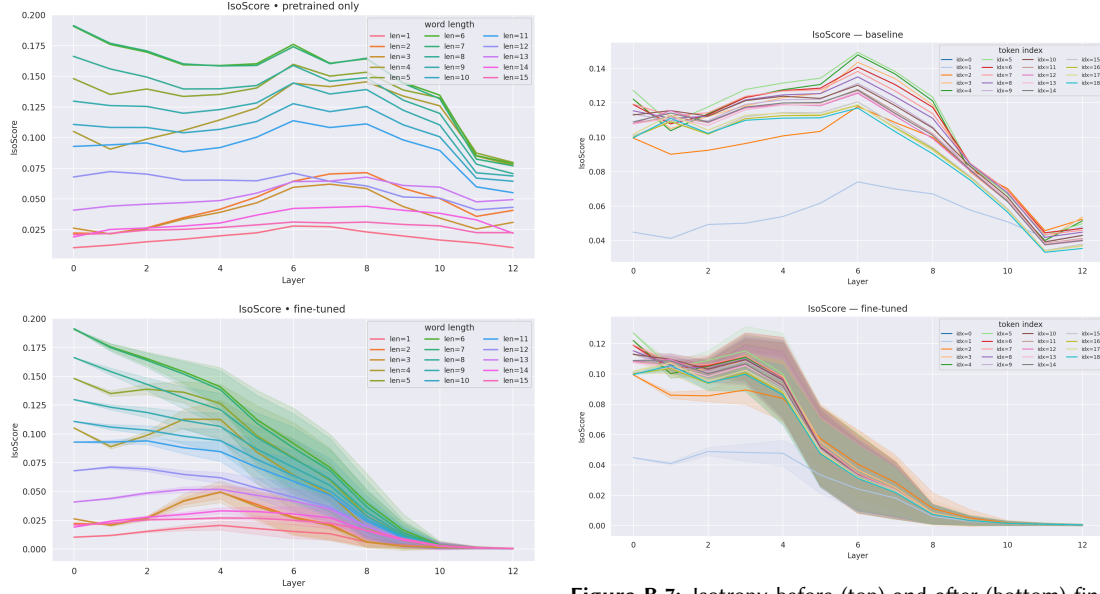 IsoScore • pretrained only
0.200
0.175
0.150
0.125
0.100
0.075
0.050
0.025
IsoScore
word length
len=1 len=6 len=11
len=2 len=7 len=12
len=3 len=8 len=13
len=4 len=9 len=14
len=5 len=10 len=15
0 2 4 6 8 10 12
Layer
IsoScore • fine-tuned
0.200
0.175
0.150
0.125
0.100
0.075
0.050
0.025
0.000
IsoScore
word length
len=1 len=6 len=11
len=2 len=7 len=12
len=3 len=8 len=13
len=4 len=9 len=14
len=5 len=10 len=15
0 2 4 6 8 10 12
Layer
IsoScore — baseline
0.14
0.12
0.10
0.08
0.06
0.04
IsoScore
token index
idx=0 idx=5 idx=10 idx=15
idx=1 idx=6 idx=11 idx=16
idx=2 idx=7 idx=12 idx=17
idx=3 idx=8 idx=13 idx=18
idx=4 idx=9 idx=14
0 2 4 6 8 10 12
Layer
IsoScore — fine-tuned
0.12
0.10
0.08
0.06
0.04
0.02
0.00
IsoScore
token index
idx=0 idx=5 idx=10 idx=15
idx=1 idx=6 idx=11 idx=16
idx=2 idx=7 idx=12 idx=17
idx=3 idx=8 idx=13 idx=18
idx=4 idx=9 idx=14
0 2 4 6 8 10 12
Layer
Figure B.7: Isotropy before (top) and after (bottom) fin